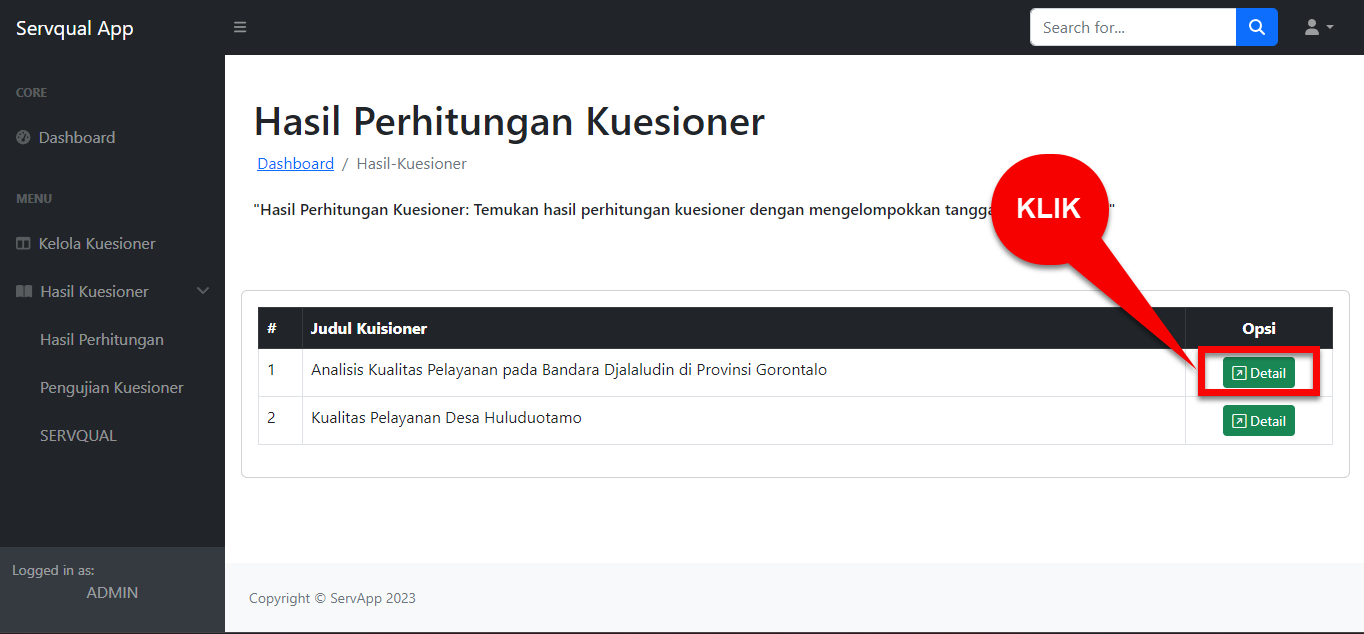 Servqual App
Search for...
CORE
Dashboard
MENU
Kelola Kuesioner
Hasil Kuesioner
Hasil Perhitungan
Pengujian Kuesioner
SERVQUAL
Logged in as:
ADMIN
Hasil Perhitungan Kuesioner
Dashboard / Hasil-Kuesioner
"Hasil Perhitungan Kuesioner: Temukan hasil perhitungan kuesioner dengan mengelompokkan "
KLIK
# Judul Kuisioner Opsi
1 Analisis Kualitas Pelayanan pada Bandara Djalaludin di Provinsi Gorontalo Detail
2 Kualitas Pelayanan Desa Huluduotamo Detail
Copyright © ServApp 2023